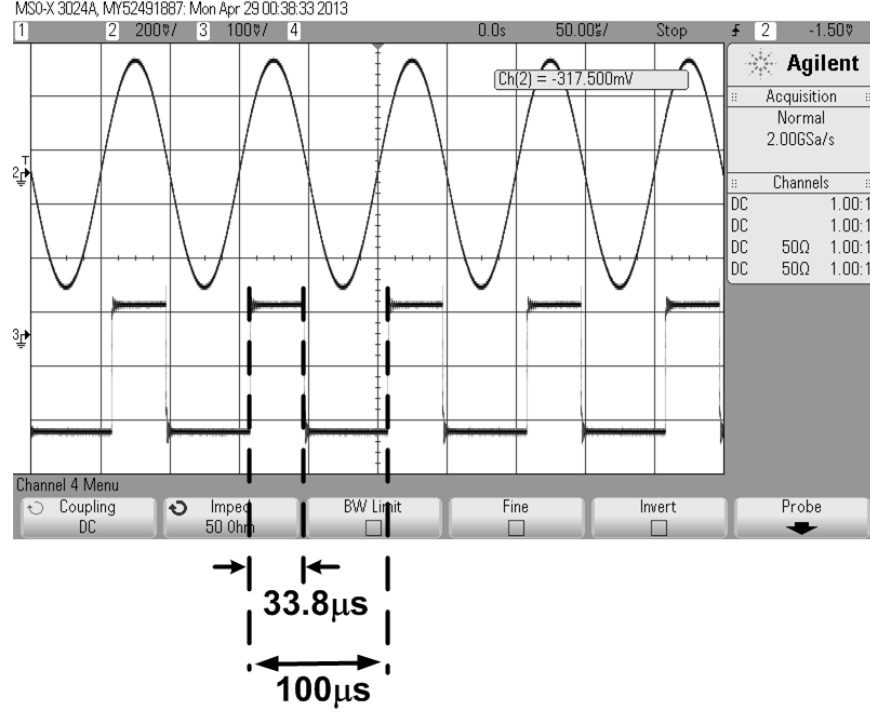 MSO-X 3024A, MY52491887: Mon Apr 29 00:38:33 2013
1 2 200V/ 3 100V/ 4 0.0s 50.00s/ Stop 2 -1.50V
Ch(2) = -317.500mV
Agilent
Acquisition
Normal
2.00GSa/s
Channels
DC 1.00:1
DC 1.00:1
DC 50Ω 1.00:1
DC 50Ω 1.00:1
T
2
3
Channel 4 Menu
Coupling
DC
Imped
50 Ohm
BW Limit
Fine
Invert
Probe
33.8μs
100μs